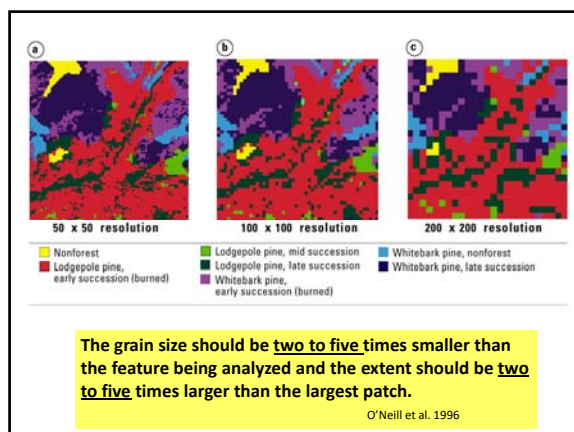 a
b
c
50 x 50 resolution
100 x 100 resolution
200 x 200 resolution
Nonforest
Lodgepole pine,
early succession (burned)
Lodgepole pine, mid succession
Lodgepole pine, late succession
Whitebark pine,
early succession (burned)
Whitebark pine, nonforest
Whitebark pine, late succession
The grain size should be two to five times smaller than
the feature being analyzed and the extent should be two
to five times larger than the largest patch.
O'Neill et al. 1996